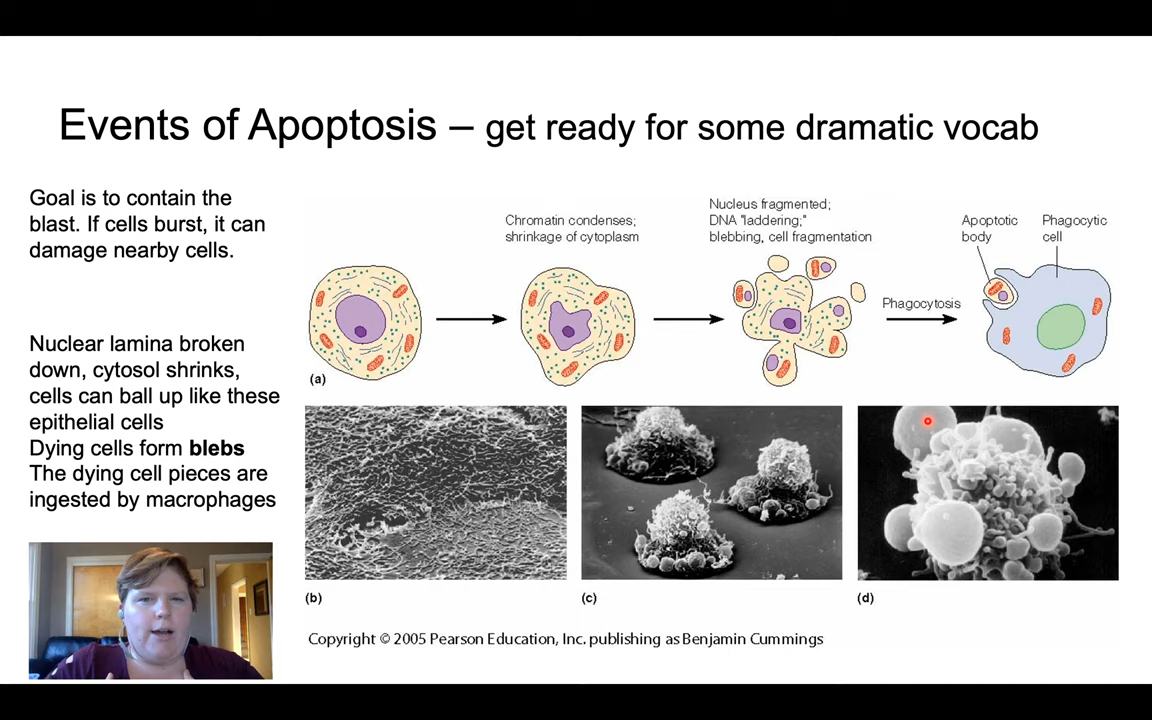 Events of Apoptosis – get ready for some dramatic vocab
Goal is to contain the
blast. If cells burst, it can
damage nearby cells.
Nuclear lamina broken
down, cytosol shrinks,
cells can ball up like these
epithelial cells
Dying cells form blebs
The dying cell pieces are
ingested by macrophages
Chromatin condenses;
shrinkage of cytoplasm
Nucleus fragmented;
DNA "laddering;"
blebbing, cell fragmentation
Phagocytosis
Apoptotic
body
Phagocytic
cell
(a)
(b)
(c)
(d)
Copyright © 2005 Pearson Education, Inc. publishing as Benjamin Cummings